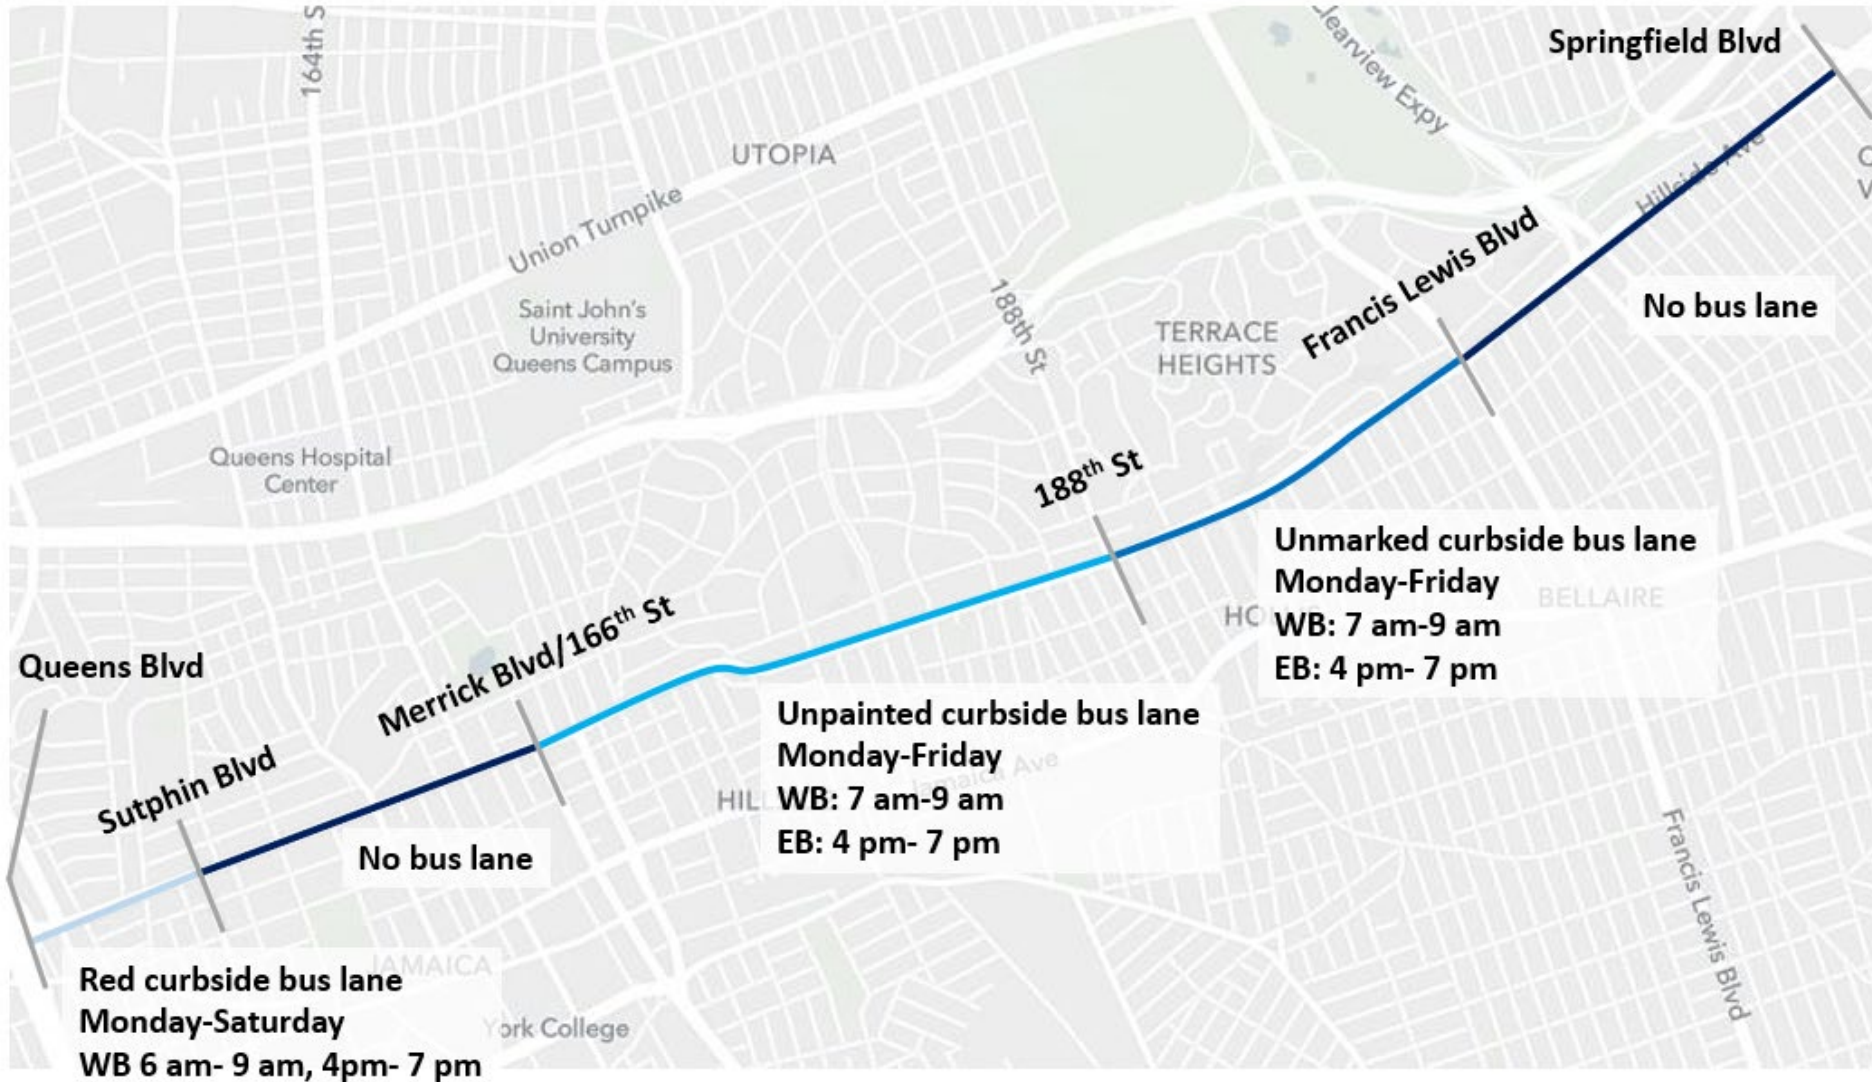 Springfield Blvd
164th S
Clearview Expy
UTOPIA
Hillside Ave
Union Turnpike
Francis Lewis Blvd
188th St
Saint John's
University
Queens Campus
TERRACE
HEIGHTS
No bus lane
Queens Hospital
Center
188th St
Unmarked curbside bus lane
Monday-Friday
WB: 7 am-9 am
EB: 4 pm- 7 pm
BELLAIRE
Merrick Blvd/166th St
Queens Blvd
Unpainted curbside bus lane
Monday-Friday
WB: 7 am-9 am
EB: 4 pm- 7 pm
Jamaica Ave
Sutphin Blvd
No bus lane
Francis Lewis Blvd
JAMAICA
Red curbside bus lane
Monday-Saturday
WB 6 am- 9 am, 4pm- 7 pm
York College